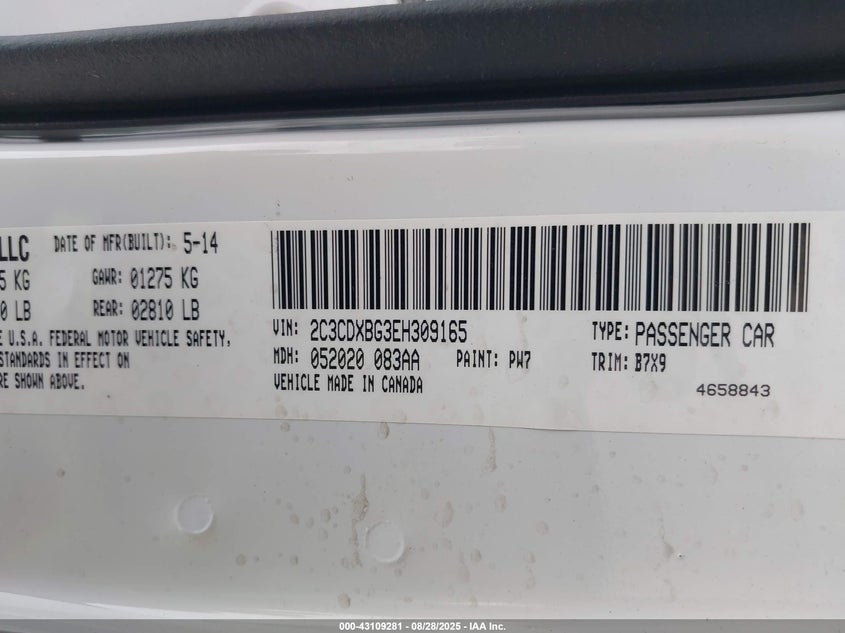 LLC DATE OF MFR(BUILT): 5-14
5 KG GAWR: 01275 KG
0 LB REAR: 02810 LB
E U.S.A. FEDERAL MOTOR VEHICLE SAFETY,
STANDARDS IN EFFECT ON
RE SHOWN ABOVE.
VIN: 2C3CDXBG3EH309165 TYPE: PASSENGER CAR
MDH: 052020 083AA PAINT: PW7 TRIM: B7X9
VEHICLE MADE IN CANADA
4658843
000-43109281 - 08/28/2025 - IAA Inc.